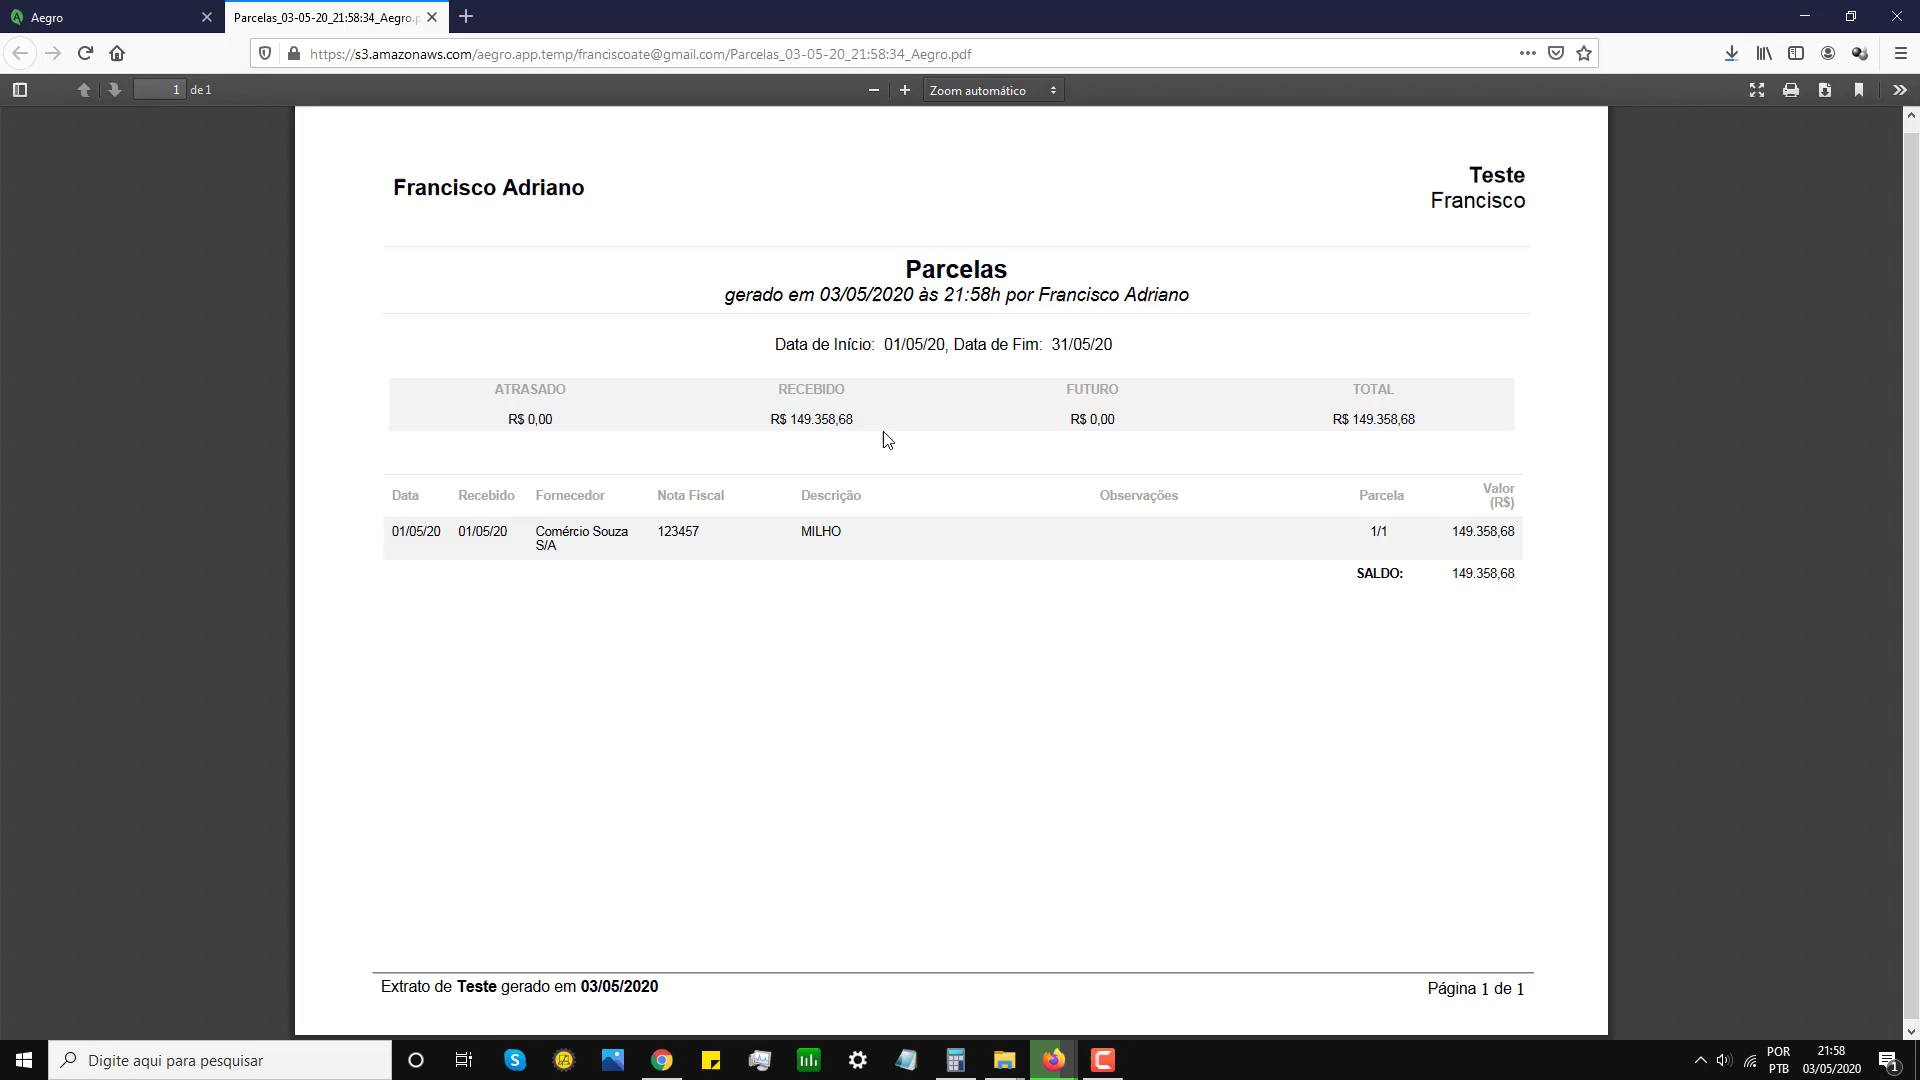 Aegro
Parcelas_03-05-20_21:58:34_Aegro.p
https://s3.amazonaws.com/aegro.app.temp/franciscoate@gmail.com/Parcelas_03-05-20_21:58:34_Aegro.pdf
1 de 1
Zoom automático
Francisco Adriano
Teste
Francisco
Parcelas
gerado em 03/05/2020 às 21:58h por Francisco Adriano
Data de Início: 01/05/20, Data de Fim: 31/05/20
ATRASADO RECEBIDO FUTURO TOTAL
R$ 0,00 R$ 149.358,68 R$ 0,00 R$ 149.358,68
Data Recebido Fornecedor Nota Fiscal Descrição Observações Parcela Valor
(R$)
01/05/20 01/05/20 Comércio Souza 123457 MILHO 1/1 149.358,68
S/A
SALDO: 149.358,68
Extrato de Teste gerado em 03/05/2020
Página 1 de 1
Digite aqui para pesquisar
POR
PTB
21:58
03/05/2020
1